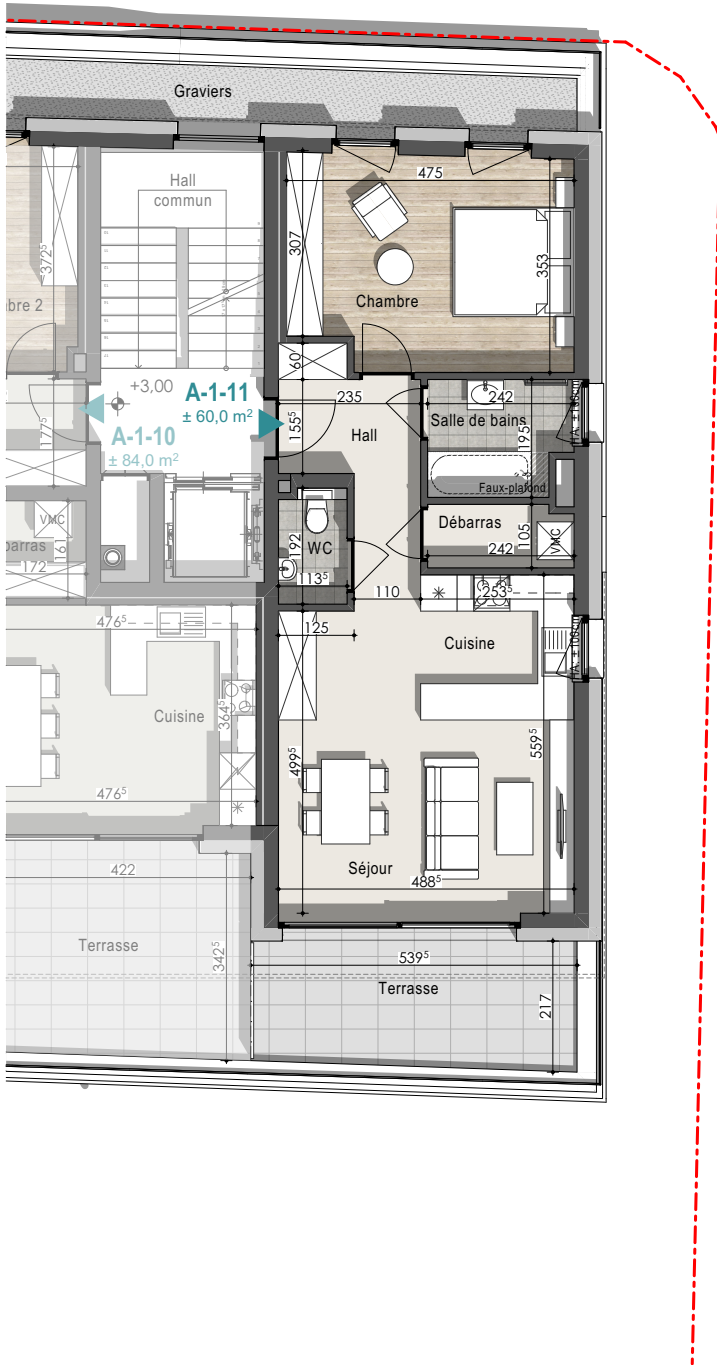 Graviers
Hall
commun
475
307
353
372⁵
bre 2
Chambre
60
+3,00
A-1-11
± 60,0 m²
A-1-10
± 84,0 m²
235
242
155⁵
177⁵
Hall
Salle de bains
195⁵
Faux-plafond
VMC
barras
161
172
192
WC
113⁵
Débarras
105
242
VMC
110
253⁵
125
476⁵
Cuisine
Cuisine
364⁵
476⁵
499⁵
559⁵
Séjour
488⁵
422
Terrasse
342⁵
539⁵
Terrasse
217